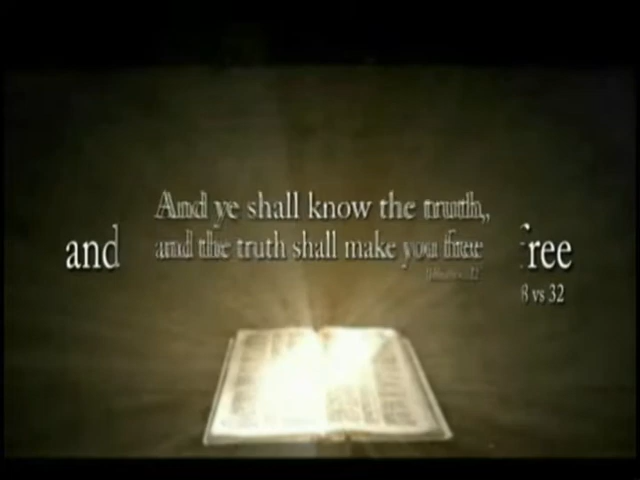 And ye shall know the truth,
and the truth shall make you free
and
free
8 vs 32